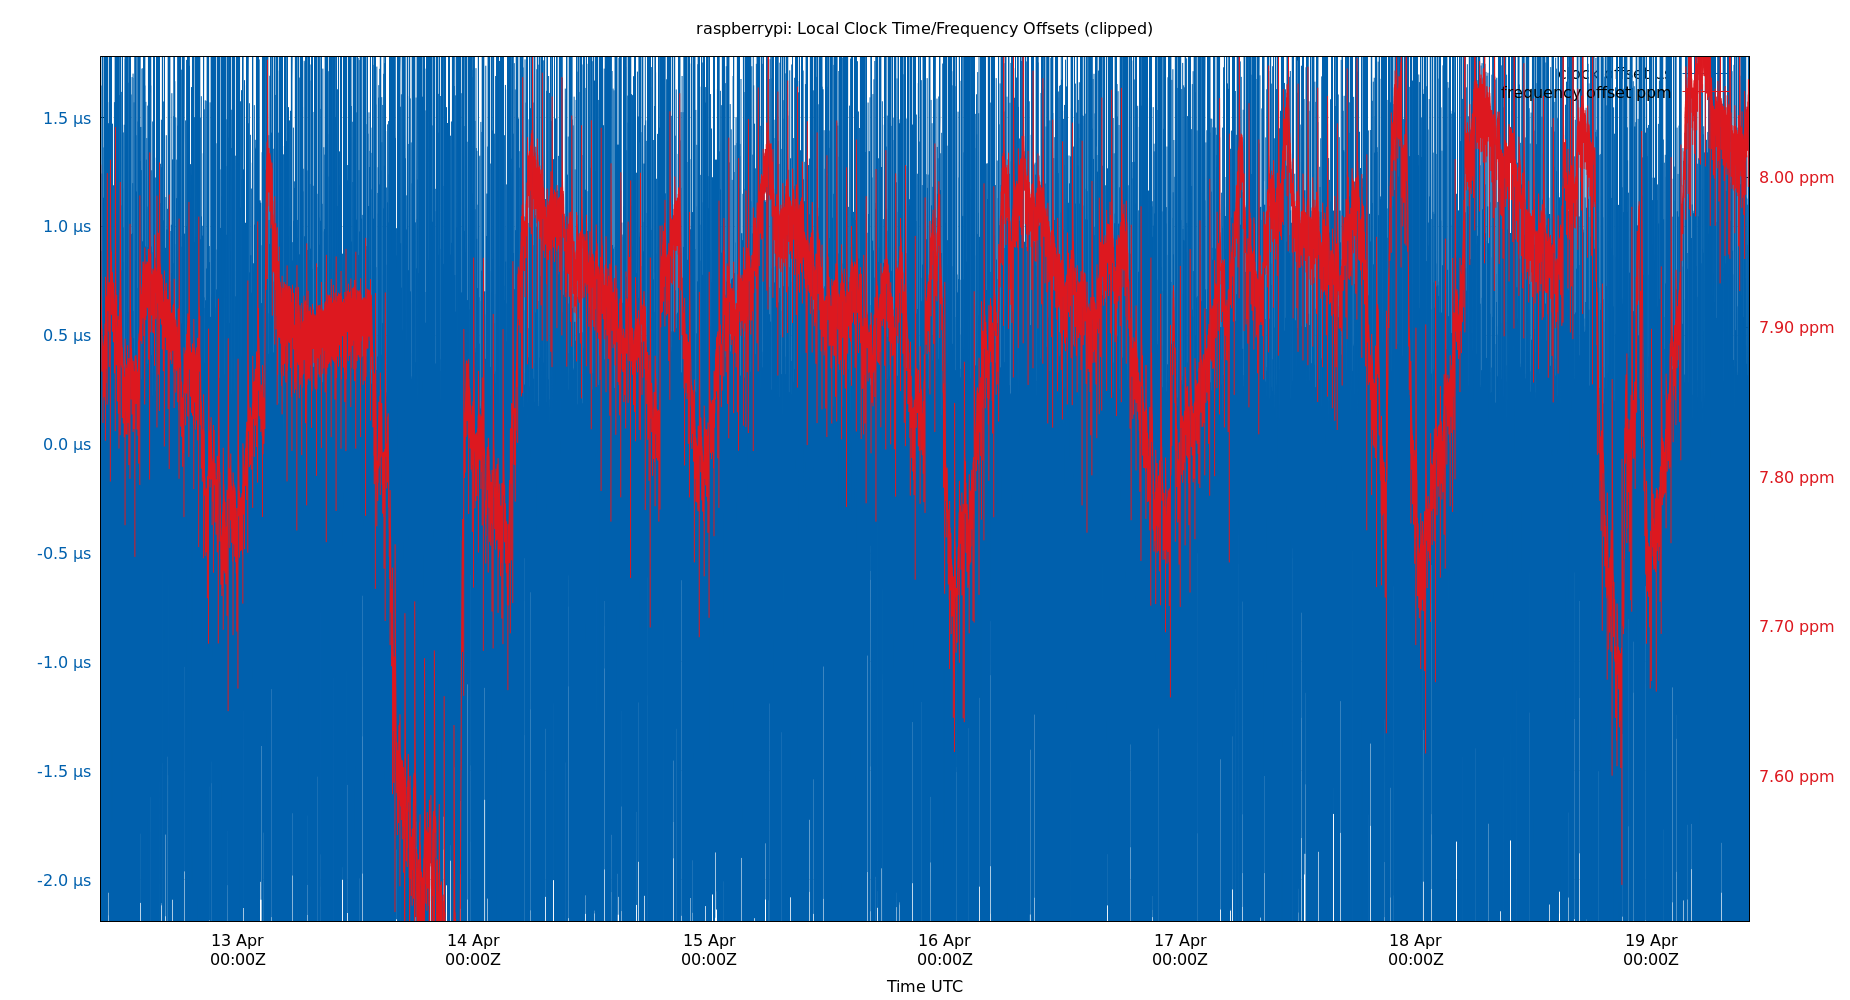 raspberrypi: Local Clock Time/Frequency Offsets (clipped)
clock offset µs
frequency offset ppm
1.5 µs
1.0 µs
0.5 µs
0.0 µs
-0.5 µs
-1.0 µs
-1.5 µs
-2.0 µs
8.00 ppm
7.90 ppm
7.80 ppm
7.70 ppm
7.60 ppm
13 Apr
00:00Z
14 Apr
00:00Z
15 Apr
00:00Z
16 Apr
00:00Z
17 Apr
00:00Z
18 Apr
00:00Z
19 Apr
00:00Z
Time UTC